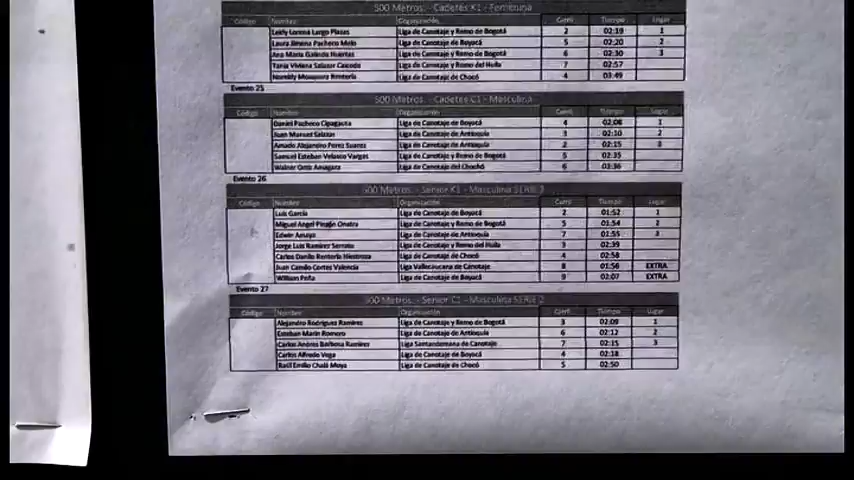 500 Metros. - Cadetes K1 - Femenina
Código Nombre Organización Carril Tiempo Lugar
Leidy Lorena Largo Plazas Liga de Canotaje y Remo de Bogotá 2 02:19 1
Laura Jimena Pacheco Melo Liga de Canotaje de Boyacá 5 02:20 2
Ana María Galindo Huertas Liga de Canotaje y Remo de Bogotá 6 02:30 3
Tania Viviana Salazar Caicedo Liga de Canotaje y Remo del Huila 7 02:57
Mosquera Rentería Liga de Canotaje de Chocó 4 03:49
Evento 25
500 Metros. - Cadetes C1 - Masculina
Código Nombre Organización Carril Tiempo Lugar
Daniel Pacheco Cipagauta Liga de Canotaje de Boyacá 4 02:08 1
Juan Manuel Salazar Liga de Canotaje de Antioquia 3 02:10 2
Amado Alejandro Perez Suarez Liga de Canotaje de Antioquia 2 02:15 3
Samuel Esteban Velasco Vargas Liga de Canotaje y Remo de Bogotá 5 02:35
Walner Ortiz Liga de Canotaje del Chocho 6 03:36
Evento 26
500 Metros. - Senior K1 - Masculina SERIE 1
Código Nombre Organización Carril Tiempo Lugar
Luis García Liga de Canotaje de Boyacá 2 01:52 1
Miguel Angel Pinzón Onatra Liga de Canotaje y Remo de Bogotá 5 01:54 2
Edwin Amaya Liga de Canotaje de Antioquia 7 01:55 3
Jorge Luis Ramirez Serrato Liga de Canotaje y Remo del Huila 3 02:39
Carlos Danilo Rentería Hinestroza Liga de Canotaje de Chocó 4 02:58
Juan Camilo Cortes Valencia Liga Vallecaucana de Canotaje 8 01:56 EXTRA
William Peña Liga de Canotaje de Boyacá 9 02:07 EXTRA
Evento 27
500 Metros. - Senior C1 - Masculina SERIE 2
Código Nombre Organización Carril Tiempo Lugar
Alejandro Rodriguez Ramirez Liga de Canotaje y Remo de Bogotá 3 02:09 1
Esteban Marin Romero Liga de Canotaje de Antioquia 6 02:12 2
Carlos Andres Barbosa Ramirez Liga Santandereana de Canotaje 7 02:15 3
Carlos Alfredo Vega Liga de Canotaje de Boyacá 4 02:18
Raúl Emilio Chalá Moya Liga de Canotaje de Chocó 5 02:50